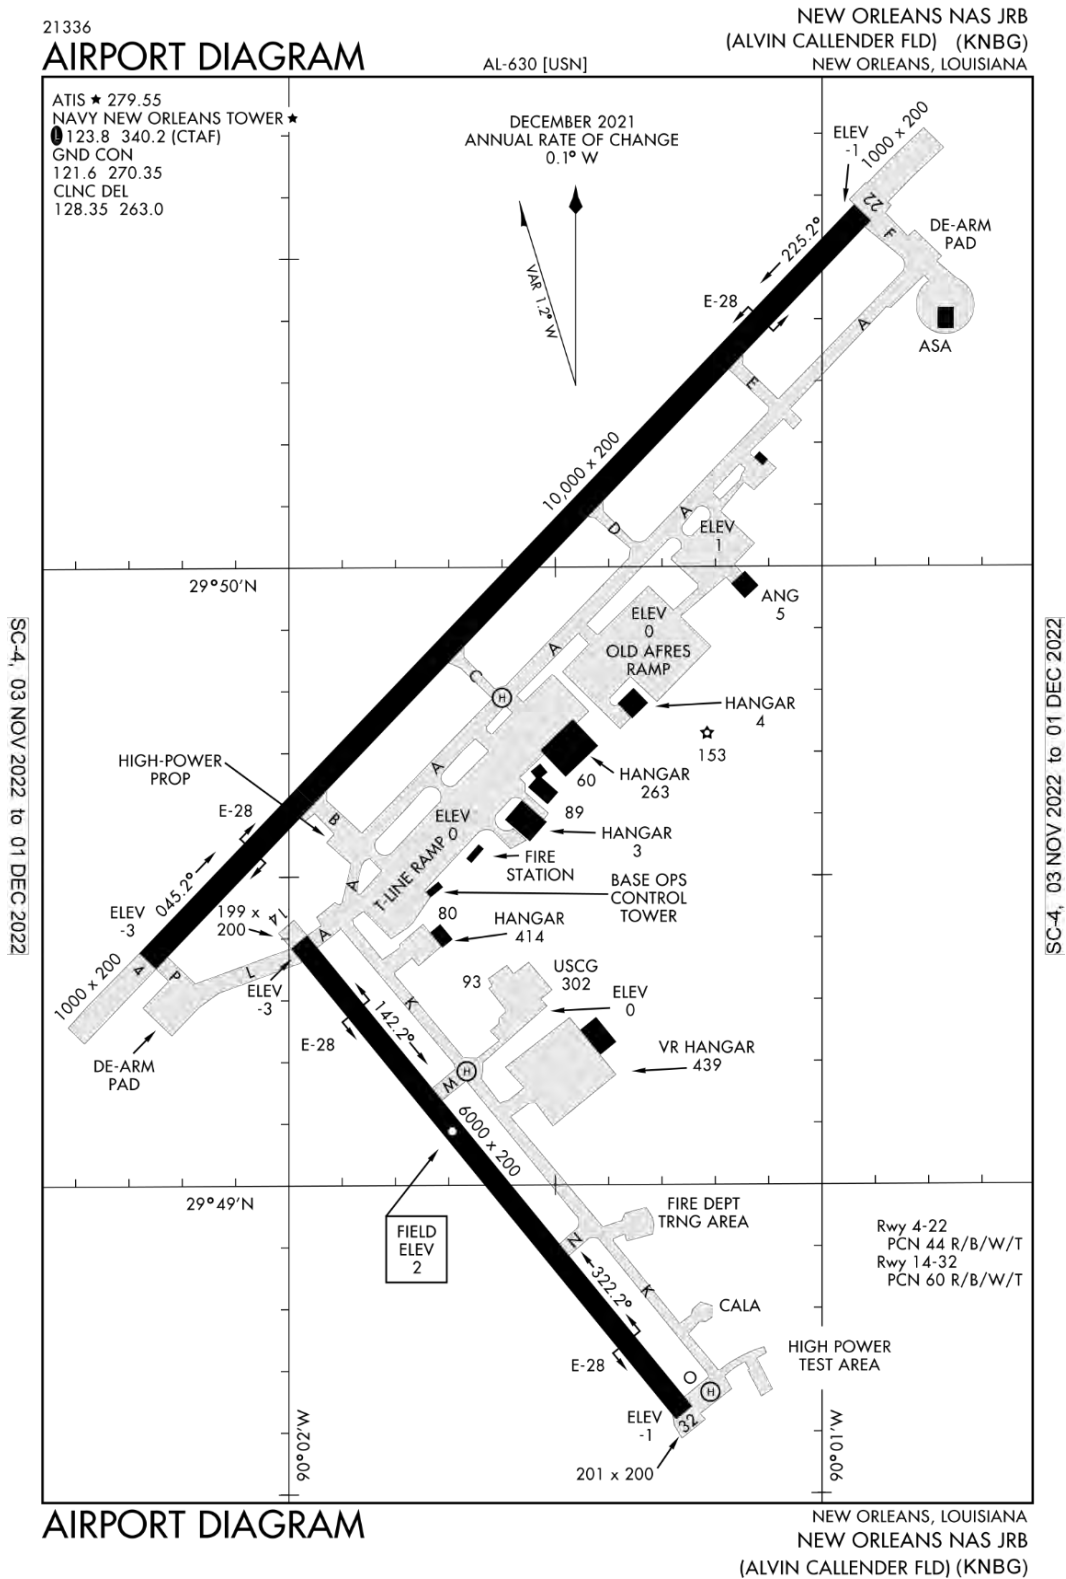 21336
AIRPORT DIAGRAM
AL-630 [USN]
NEW ORLEANS NAS JRB
(ALVIN CALLENDER FLD) (KNBG)
NEW ORLEANS, LOUISIANA
ATIS ★ 279.55
NAVY NEW ORLEANS TOWER ★
L 123.8 340.2 (CTAF)
GND CON
121.6 270.35
CLNC DEL
128.35 263.0
DECEMBER 2021
ANNUAL RATE OF CHANGE
0.1° W
VAR 1.2° W
ELEV
-1
1000 x 200
22
F
DE-ARM
PAD
225.2°
E-28
A
ASA
E
10,000 x 200
D
A
ELEV
1
29°50'N
ANG
5
ELEV
0
OLD AFRES
RAMP
A
C
H
HANGAR
4
153
HIGH-POWER
PROP
A
60
HANGAR
263
E-28
B
ELEV
0
89
HANGAR
3
T-LINE RAMP
FIRE
STATION
045.2°
A
BASE OPS
CONTROL
TOWER
ELEV
-3
199 x
200
14
A
80
HANGAR
414
4
P
L
1000 x 200
ELEV
-3
K
93
USCG
302
ELEV
0
142.2°
E-28
DE-ARM
PAD
VR HANGAR
439
M
H
6000 x 200
29°49'N
FIRE DEPT
TRNG AREA
FIELD
ELEV
2
N
Rwy 4-22
PCN 44 R/B/W/T
Rwy 14-32
PCN 60 R/B/W/T
322.2°
K
CALA
HIGH POWER
TEST AREA
E-28
O
H
ELEV
-1
32
201 x 200
90°02'W
90°01'W
SC-4, 03 NOV 2022 to 01 DEC 2022
SC-4, 03 NOV 2022 to 01 DEC 2022
AIRPORT DIAGRAM
NEW ORLEANS, LOUISIANA
NEW ORLEANS NAS JRB
(ALVIN CALLENDER FLD) (KNBG)